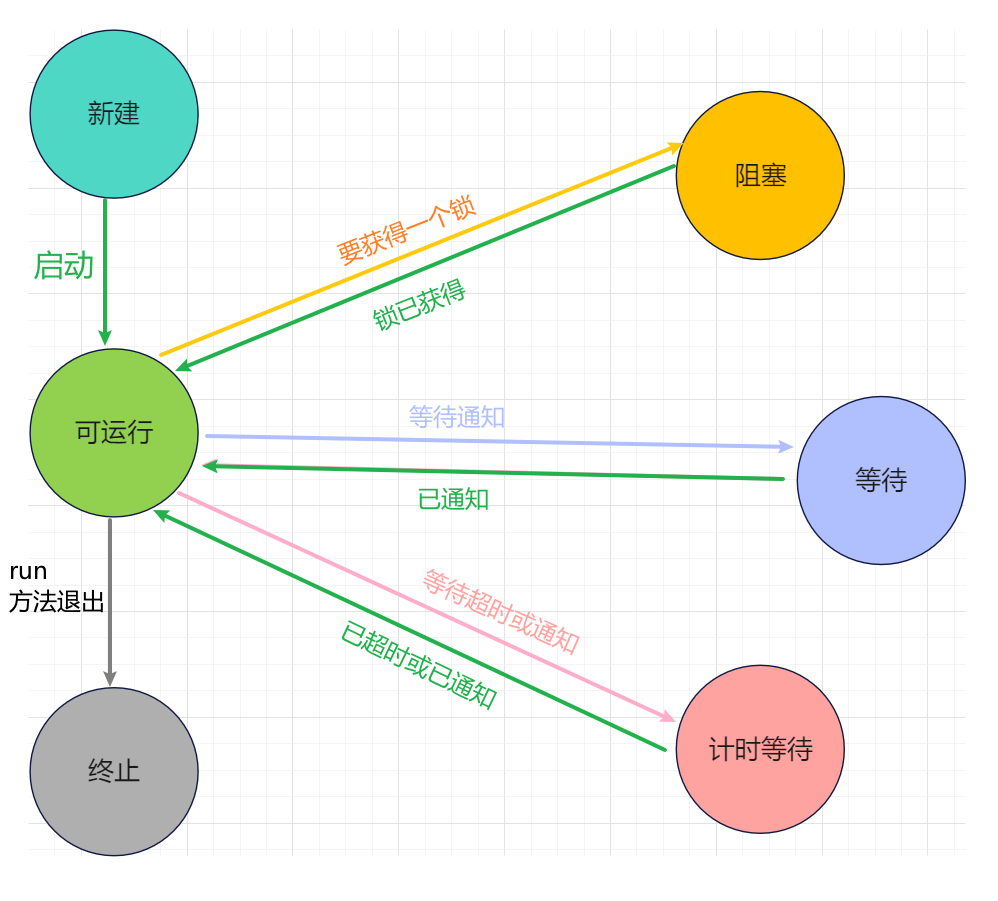 新建
阻塞
要获得一个锁
启动
锁已获得
等待通知
可运行
等待
已通知
run
方法退出
等待超时或通知
已超时或已通知
计时等待
终止